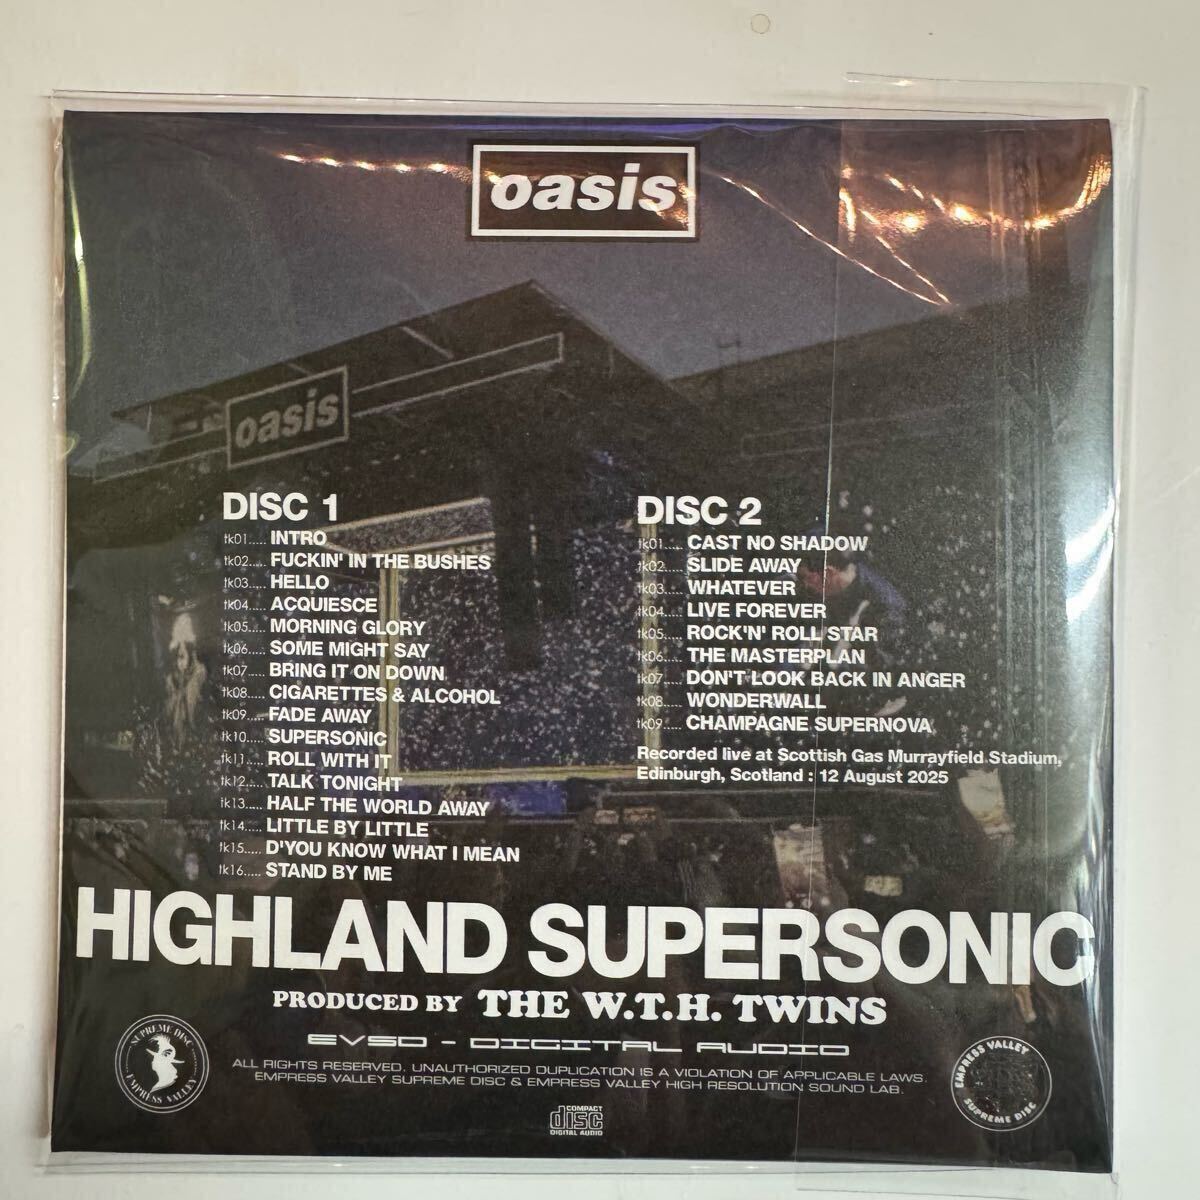 oasis
oasis
DISC 1
tk01..... INTRO
tk02..... FUCKIN' IN THE BUSHES
tk03..... HELLO
tk04..... ACQUIESCE
tk05..... MORNING GLORY
tk06..... SOME MIGHT SAY
tk07..... BRING IT ON DOWN
tk08..... CIGARETTES & ALCOHOL
tk09..... FADE AWAY
tk10..... SUPERSONIC
tk11..... ROLL WITH IT
tk12..... TALK TONIGHT
tk13..... HALF THE WORLD AWAY
tk14..... LITTLE BY LITTLE
tk15..... D'YOU KNOW WHAT I MEAN
tk16..... STAND BY ME
DISC 2
tk01..... CAST NO SHADOW
tk02..... SLIDE AWAY
tk03..... WHATEVER
tk04..... LIVE FOREVER
tk05..... ROCK'N' ROLL STAR
tk06..... THE MASTERPLAN
tk07..... DON'T LOOK BACK IN ANGER
tk08..... WONDERWALL
tk09..... CHAMPAGNE SUPERNOVA
Recorded live at Scottish Gas Murrayfield Stadium,
Edinburgh, Scotland : 12 August 2025
HIGHLAND SUPERSONIC
PRODUCED BY THE W.T.H. TWINS
EVSD - DIGITAL AUDIO
ALL RIGHTS RESERVED. UNAUTHORIZED DUPLICATION IS A VIOLATION OF APPLICABLE LAWS.
EMPRESS VALLEY SUPREME DISC & EMPRESS VALLEY HIGH RESOLUTION SOUND LAB.
SUPREME DISC
EMPRESS VALLEY
EMPRESS VALLEY
SUPREME DISC
COMPACT
disc
DIGITAL AUDIO